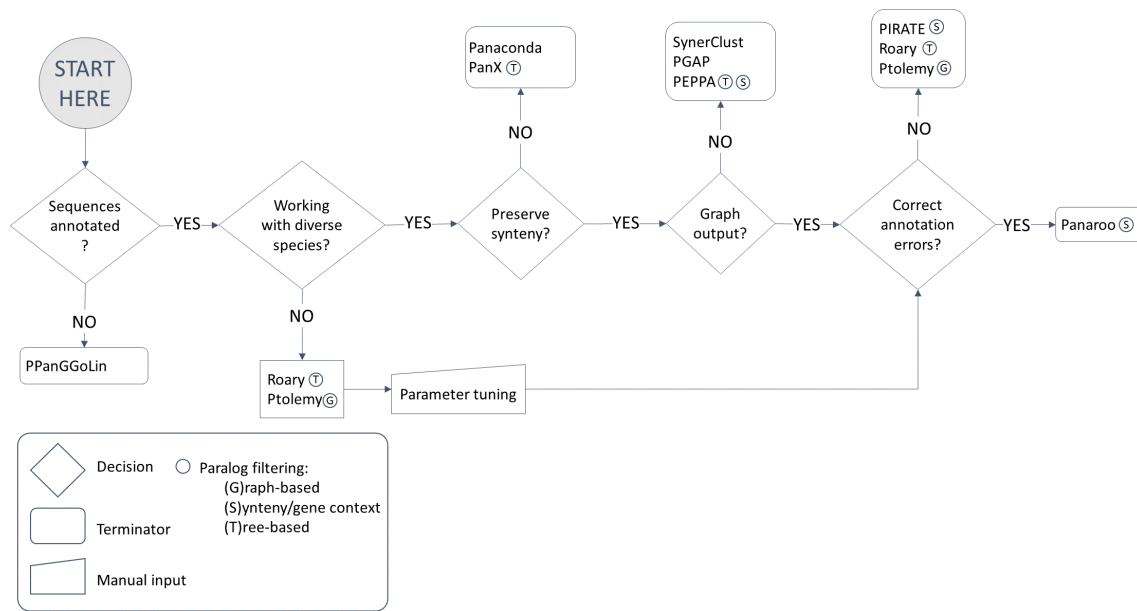 START
HERE
Sequences
annotated
?
YES
NO
PPanGGoLin
Working
with diverse
species?
YES
NO
Roary Ⓣ
PtolemyⒼ
Parameter tuning
Preserve
synteny?
YES
NO
Panaconda
PanX Ⓣ
Graph
output?
YES
NO
SynerClust
PGAP
PEPPAⓉ Ⓢ
Correct
annotation
errors?
NO
PIRATE Ⓢ
Roary Ⓣ
Ptolemy Ⓖ
YES
Panaroo Ⓢ
Decision
Paralog filtering:
(G)raph-based
(S)ynteny/gene context
(T)ree-based
Terminator
Manual input